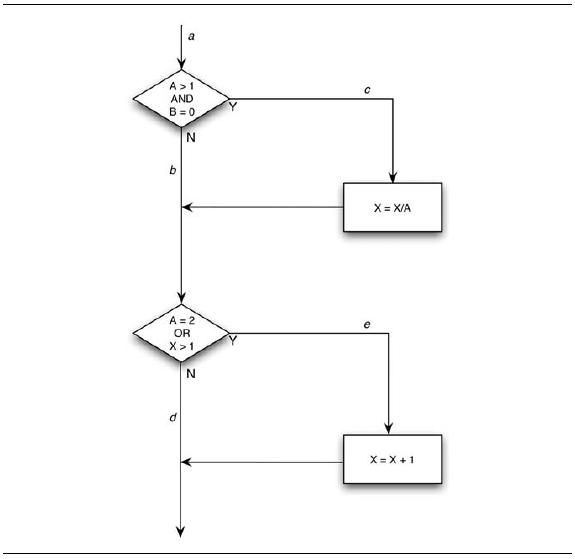 a
A > 1
AND
B = 0
Y
c
N
b
X = X/A
A = 2
OR
X > 1
Y
e
N
d
X = X + 1